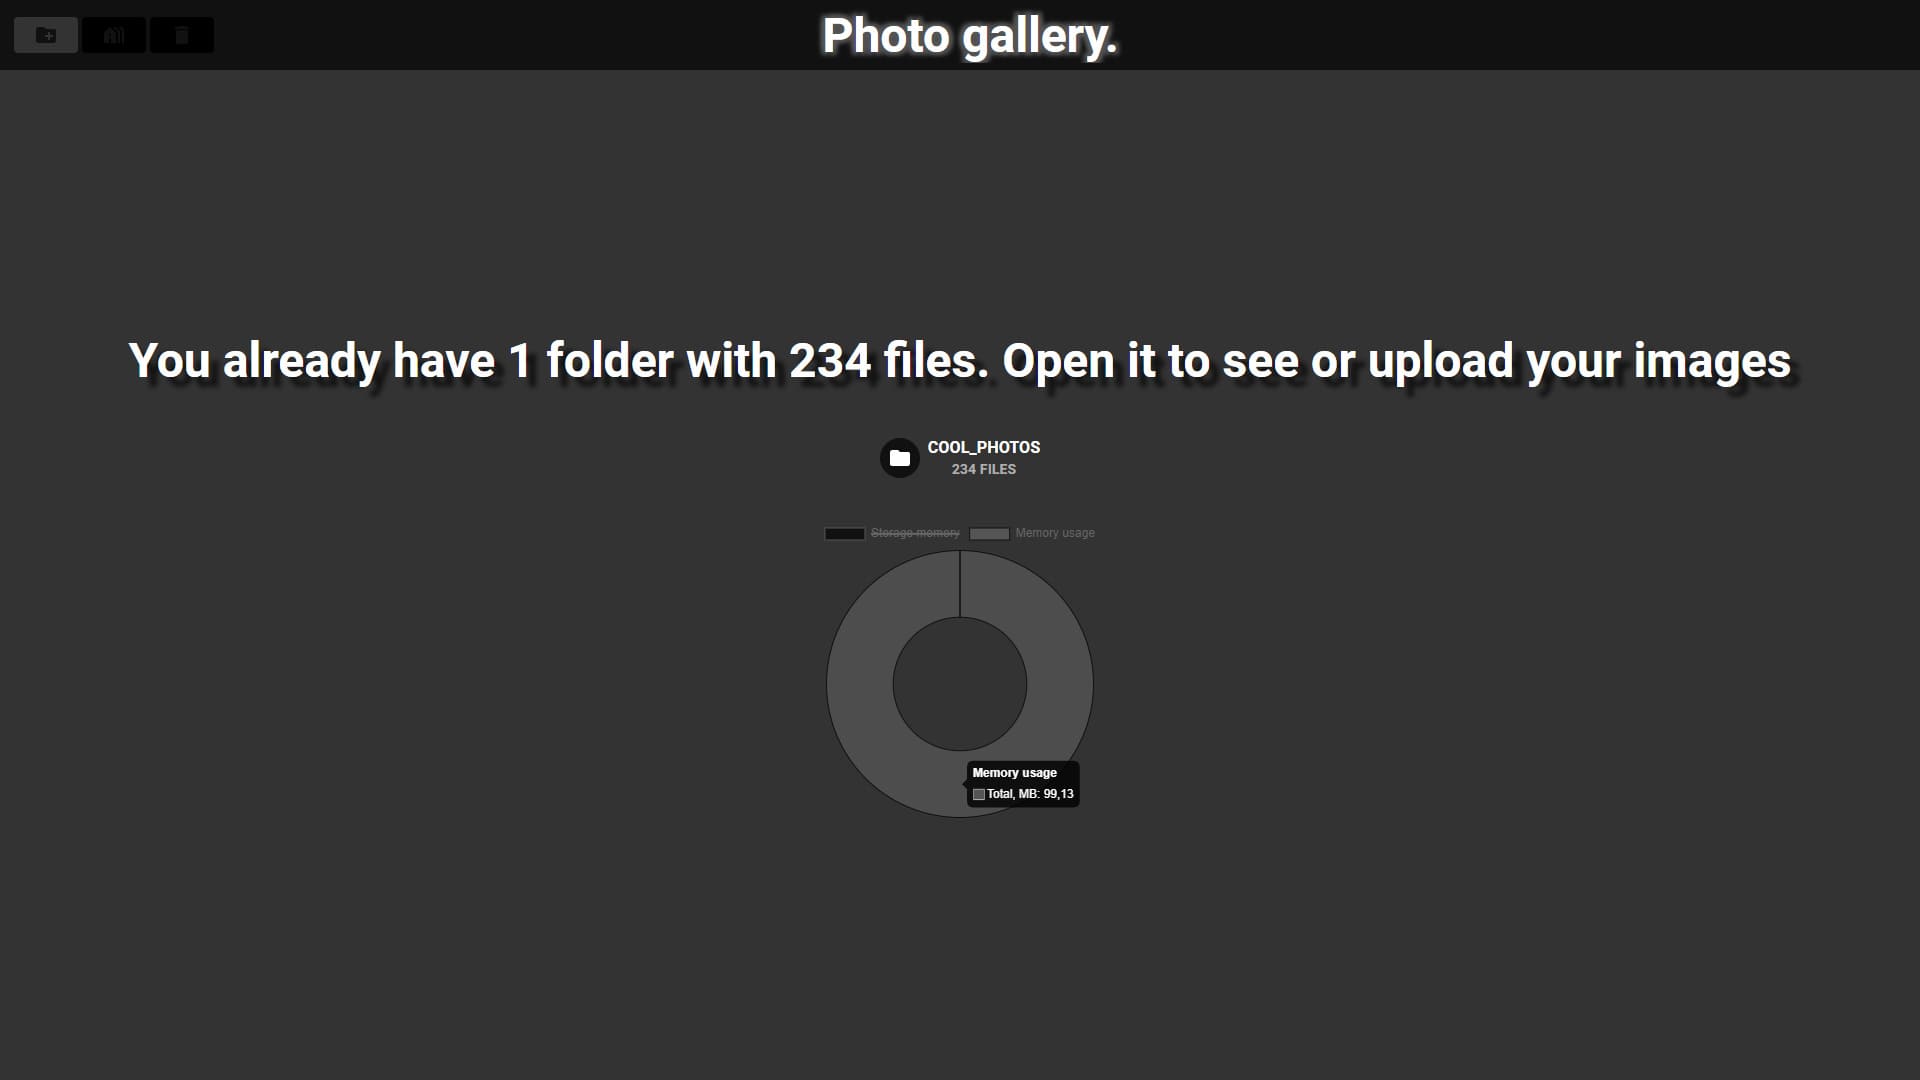 Photo gallery.
You already have 1 folder with 234 files. Open it to see or upload your images
COOL_PHOTOS
234 FILES
Storage memory Memory usage
Memory usage
Total, MB: 99,13